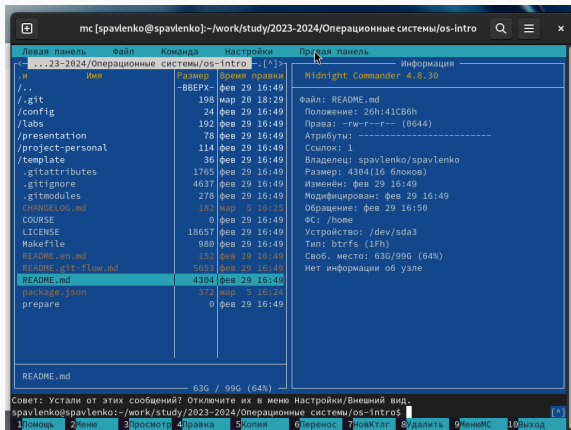 mc [spavlenko@spavlenko]:~/work/study/2023-2024/Операционные системы/os-intro
Левая панель Файл Команда Настройки Правая панель
<— ...23-2024/Операционные системы/os-intro —.[^]>
.и Имя Размер Время правки
/.. -ВВЕРХ- фев 29 16:49
/.git 198 мар 20 18:29
/config 24 фев 29 16:49
/labs 192 фев 29 16:49
/presentation 78 фев 29 16:49
/project-personal 114 фев 29 16:49
/template 36 фев 29 16:49
.gitattributes 1765 фев 29 16:49
.gitignore 4637 фев 29 16:49
.gitmodules 278 фев 29 16:49
CHANGELOG.md 182 мар 5 16:25
COURSE 0 фев 29 16:49
LICENSE 18657 фев 29 16:49
Makefile 980 фев 29 16:49
README.en.md 152 фев 29 16:49
README.git-flow.md 5653 фев 29 16:49
README.md 4304 фев 29 16:49
package.json 372 мар 5 16:24
prepare 0 фев 29 16:49
README.md
63G / 99G (64%)
Информация
Midnight Commander 4.8.30
Файл: README.md
Положение: 26h:41CB6h
Права: -rw-r--r-- (0644)
Атрибуты: ----------------------
Ссылок: 1
Владелец: spavlenko/spavlenko
Размер: 4304(16 блоков)
Изменён: фев 29 16:49
Модифицирован: фев 29 16:49
Обращение: фев 29 16:50
ФС: /home
Устройство: /dev/sda3
Тип: btrfs (1Fh)
Своб. место: 63G/99G (64%)
Нет информации об узле
Совет: Устали от этих сообщений? Отключите их в меню Настройки/Внешний вид.
spavlenko@spavlenko:~/work/study/2023-2024/Операционные системы/os-intro$ [^]
1Помощь 2Меню 3Просмотр 4Правка 5Копия 6Перенос 7НовКтлг 8Удалить 9МенюMC 10Выход